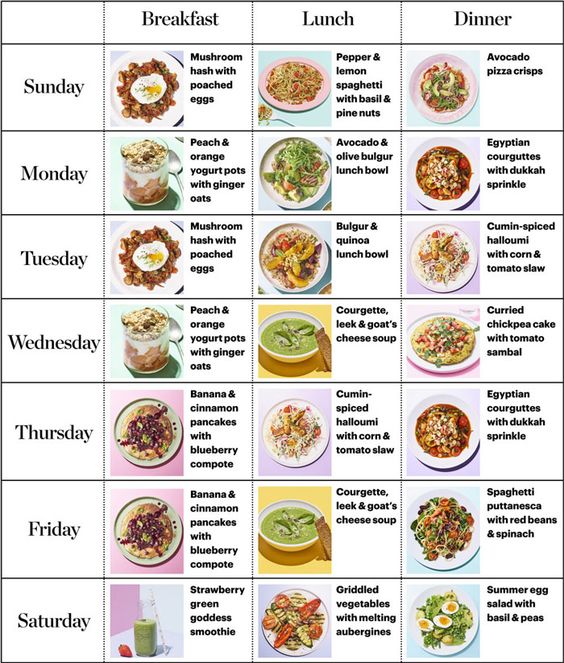 Breakfast Lunch Dinner
Sunday
Mushroom
hash with
poached
eggs
Pepper &
lemon
spaghetti
with basil &
pine nuts
Avocado
pizza crisps
Monday
Peach &
orange
yogurt pots
with ginger
oats
Avocado &
olive bulgur
lunch bowl
Egyptian
courguttes
with dukkah
sprinkle
Tuesday
Mushroom
hash with
poached
eggs
Bulgur &
quinoa
lunch bowl
Cumin-spiced
halloumi
with corn &
tomato slaw
Wednesday
Peach &
orange
yogurt pots
with ginger
oats
Courgette,
leek & goat's
cheese soup
Curried
chickpea cake
with tomato
sambal
Thursday
Banana &
cinnamon
pancakes
with
blueberry
compote
Cumin-
spiced
halloumi
with corn &
tomato slaw
Egyptian
courguttes
with dukkah
sprinkle
Friday
Banana &
cinnamon
pancakes
with
blueberry
compote
Courgette,
leek & goat's
cheese soup
Spaghetti
puttanesca
with red beans
& spinach
Saturday
Strawberry
green
goddess
smoothie
Griddled
vegetables
with melting
aubergines
Summer egg
salad with
basil & peas